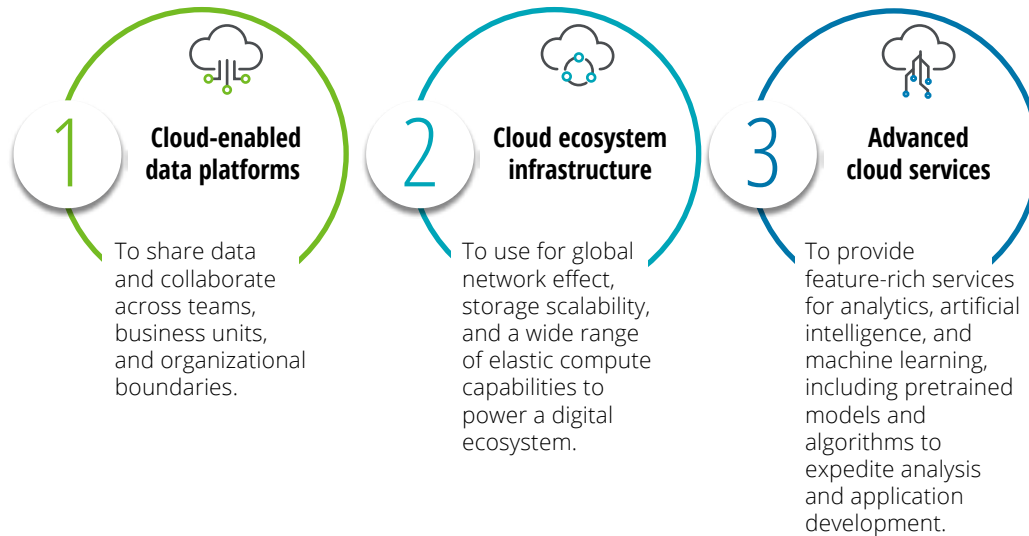 1
Cloud-enabled
data platforms
To share data
and collaborate
across teams,
business units,
and organizational
boundaries.
2
Cloud ecosystem
infrastructure
To use for global
network effect,
storage scalability,
and a wide range
of elastic compute
capabilities to
power a digital
ecosystem.
3
Advanced
cloud services
To provide
feature-rich services
for analytics, artificial
intelligence, and
machine learning,
including pretrained
models and
algorithms to
expedite analysis
and application
development.